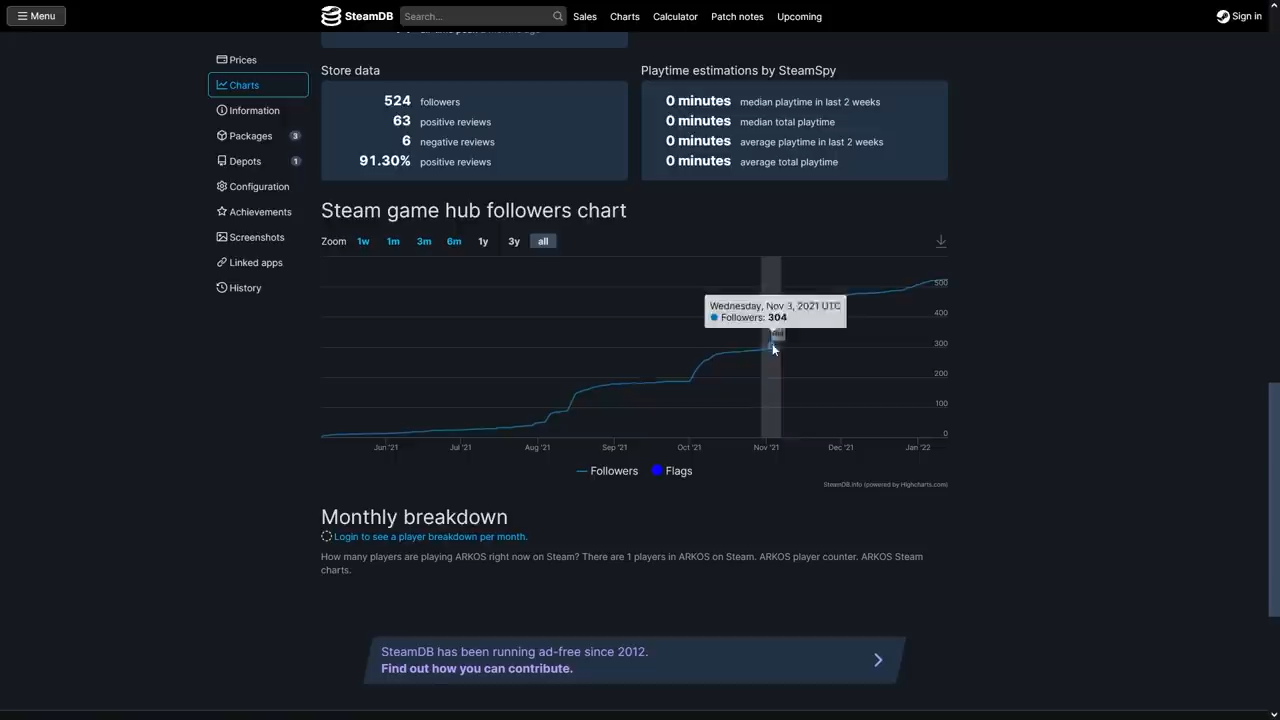 Menu
SteamDB
Search...
Sales
Charts
Calculator
Patch notes
Upcoming
Sign in
Prices
Charts
Information
Packages 3
Depots 1
Configuration
Achievements
Screenshots
Linked apps
History
Store data
524 followers
63 positive reviews
6 negative reviews
91.30% positive reviews
Playtime estimations by SteamSpy
0 minutes median playtime in last 2 weeks
0 minutes median total playtime
0 minutes average playtime in last 2 weeks
0 minutes average total playtime
Steam game hub followers chart
Zoom 1w 1m 3m 6m 1y 3y all
Wednesday, Nov 3, 2021 UTC
Followers: 304
500
400
300
200
100
0
Jun '21 Jul '21 Aug '21 Sep '21 Oct '21 Nov '21 Dec '21 Jan '22
Followers Flags
SteamDB.info (powered by Highcharts.com)
Monthly breakdown
Login to see a player breakdown per month.
How many players are playing ARKOS right now on Steam? There are 1 players in ARKOS on Steam. ARKOS player counter. ARKOS Steam
charts.
SteamDB has been running ad-free since 2012.
Find out how you can contribute.